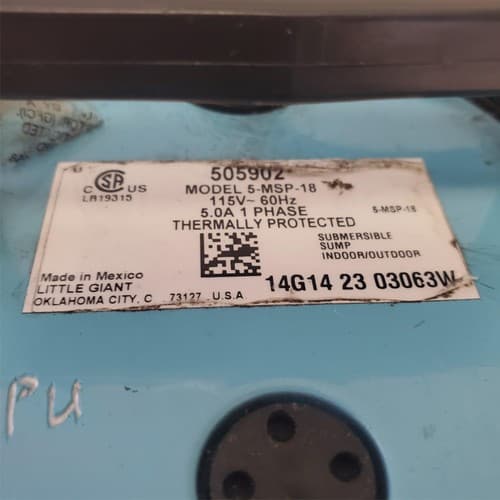 505902
C SA US
LR19315
MODEL 5-MSP-18
115V~ 60Hz
5.0A 1 PHASE
5-MSP-18
THERMALLY PROTECTED
SUBMERSIBLE
SUMP
INDOOR/OUTDOOR
Made in Mexico
LITTLE GIANT
OKLAHOMA CITY, 73127 U.S.A
14G14 23 03063W
PU